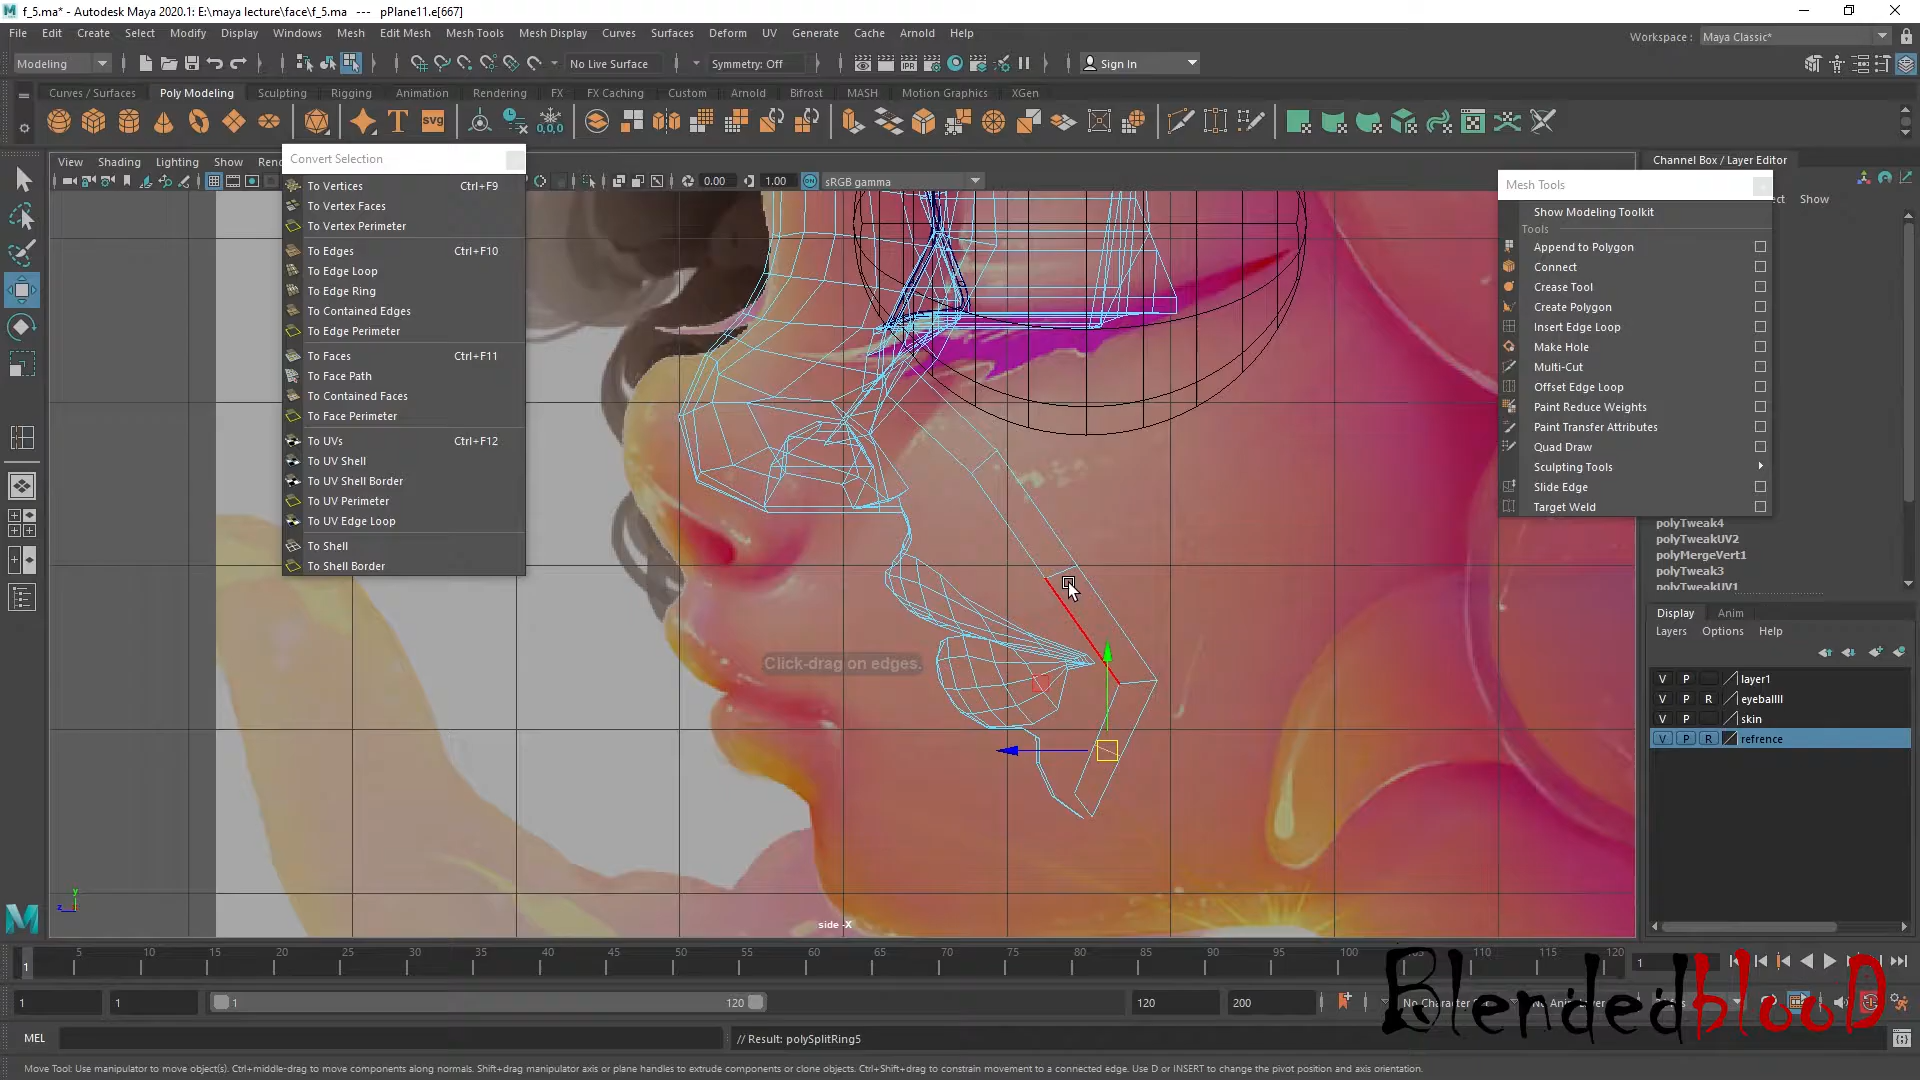 f_5.ma* - Autodesk Maya 2020.1: E:\maya lecture\face\f_5.ma --- pPlane11.e[667]
File Edit Create Select Modify Display Windows Mesh Edit Mesh Mesh Tools Mesh Display Curves Surfaces Deform UV Generate Cache Arnold Help
Workspace : Maya Classic*
Modeling No Live Surface Symmetry: Off Sign In
Curves / Surfaces Poly Modeling Sculpting Rigging Animation Rendering FX FX Caching Custom Arnold Bifrost MASH Motion Graphics XGen
T svg 0,0,0
View Shading Lighting Show
0.00 1.00 ON sRGB gamma
Convert Selection
To Vertices Ctrl+F9
To Vertex Faces
To Vertex Perimeter
To Edges Ctrl+F10
To Edge Loop
To Edge Ring
To Contained Edges
To Edge Perimeter
To Faces Ctrl+F11
To Face Path
To Contained Faces
To Face Perimeter
To UVs Ctrl+F12
To UV Shell
To UV Shell Border
To UV Perimeter
To UV Edge Loop
To Shell
To Shell Border
Click-drag on edges.
side -X
y
z
Channel Box / Layer Editor
Show
Mesh Tools
Show Modeling Toolkit
Tools
Append to Polygon
Connect
Crease Tool
Create Polygon
Insert Edge Loop
Make Hole
Multi-Cut
Offset Edge Loop
Paint Reduce Weights
Paint Transfer Attributes
Quad Draw
Sculpting Tools
Slide Edge
Target Weld
polyTweak4
polyTweakUV2
polyMergeVert1
polyTweak3
polyTweakUV1
Display Anim
Layers Options Help
V P layer1
V P R eyeballll
V P skin
V P R refrence
1 5 10 15 20 25 30 35 40 45 50 55 60 65 70 75 80 85 90 95 100 105 110 115 120
1
1 1 1 120 120 200 No Character Set
BlendedblooD
MEL // Result: polySplitRing5
Move Tool: Use manipulator to move object(s). Ctrl+middle-drag to move components along normals. Shift+drag manipulator axis or plane handles to extrude components or clone objects. Ctrl+Shift+drag to constrain movement to a connected edge. Use D or INSERT to change the pivot position and axis orientation.